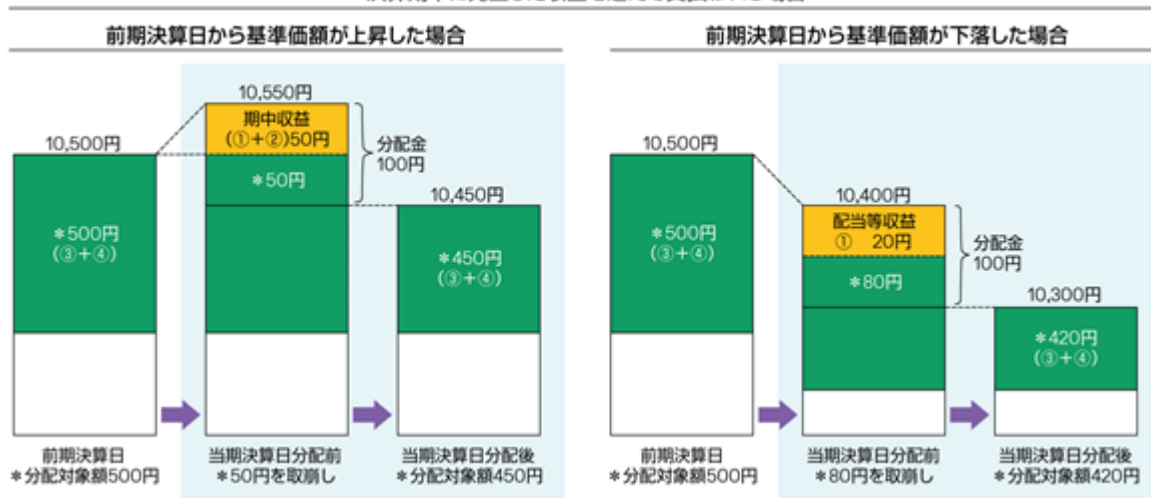 前期決算日から基準価額が上昇した場合
10,550円
期中収益
(①+②)50円
10,500円
分配金
100円
*50円
10,450円
*500円
(③+④)
*450円
(③+④)
前期決算日
*分配対象額500円
当期決算日分配前
*50円を取崩し
当期決算日分配後
*分配対象額450円
前期決算日から基準価額が下落した場合
10,500円
10,400円
配当等収益
① 20円
*500円
(③+④)
分配金
100円
*80円
10,300円
*420円
(③+④)
前期決算日
*分配対象額500円
当期決算日分配前
*80円を取崩し
当期決算日分配後
*分配対象額420円